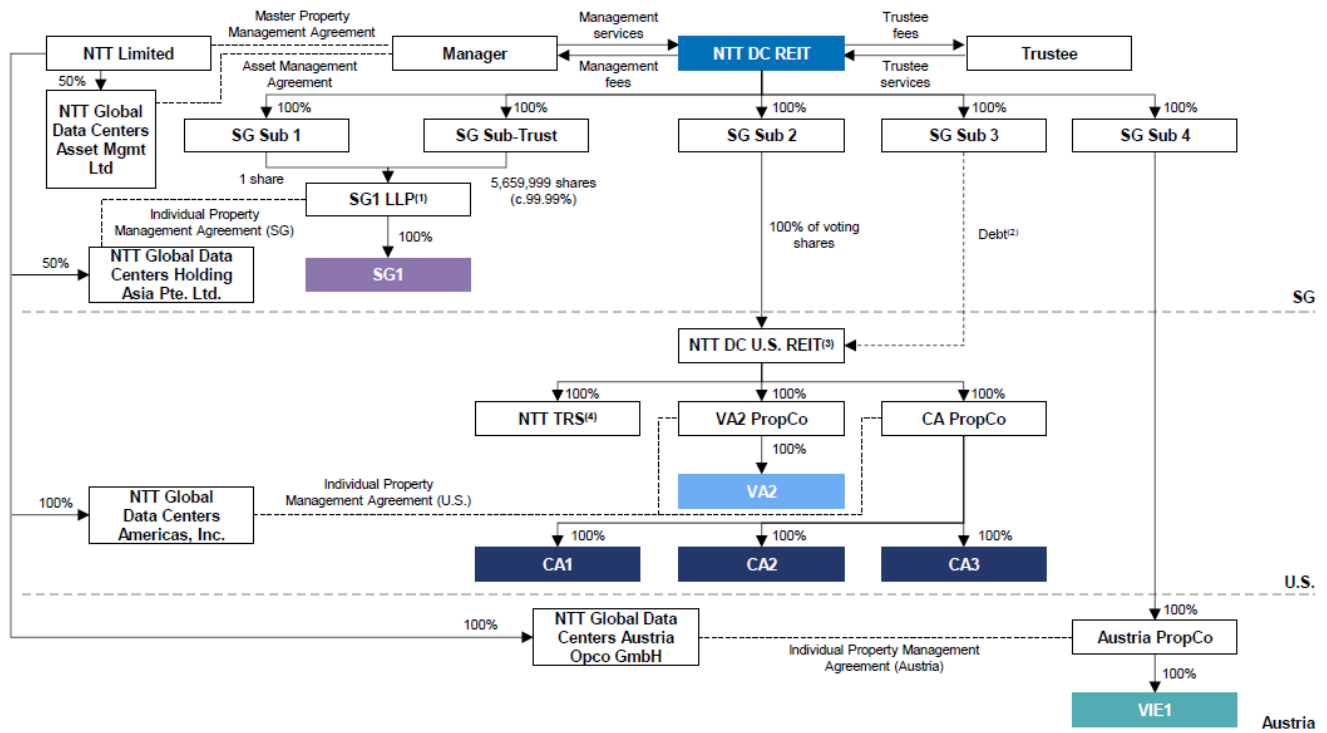 Master Property
Management Agreement
Management
services
Trustee
fees
NTT Limited
Manager
NTT DC REIT
Trustee
50%
Asset Management
Agreement
Management
fees
Trustee
services
NTT Global
Data Centers
Asset Mgmt
Ltd
100%
100%
100%
100%
100%
SG Sub 1
SG Sub-Trust
SG Sub 2
SG Sub 3
SG Sub 4
1 share
5,659,999 shares
(c.99.99%)
SG1 LLP(1)
Individual Property
Management Agreement (SG)
100%
100% of voting
shares
Debt(2)
50%
NTT Global Data
Centers Holding
Asia Pte. Ltd.
SG1
SG
NTT DC U.S. REIT(3)
100%
100%
100%
NTT TRS(4)
VA2 PropCo
CA PropCo
100%
Individual Property
Management Agreement (U.S.)
VA2
100%
NTT Global
Data Centers
Americas, Inc.
100%
100%
100%
CA1
CA2
CA3
U.S.
100%
100%
NTT Global Data
Centers Austria
Opco GmbH
Individual Property Management
Agreement (Austria)
Austria PropCo
100%
VIE1
Austria